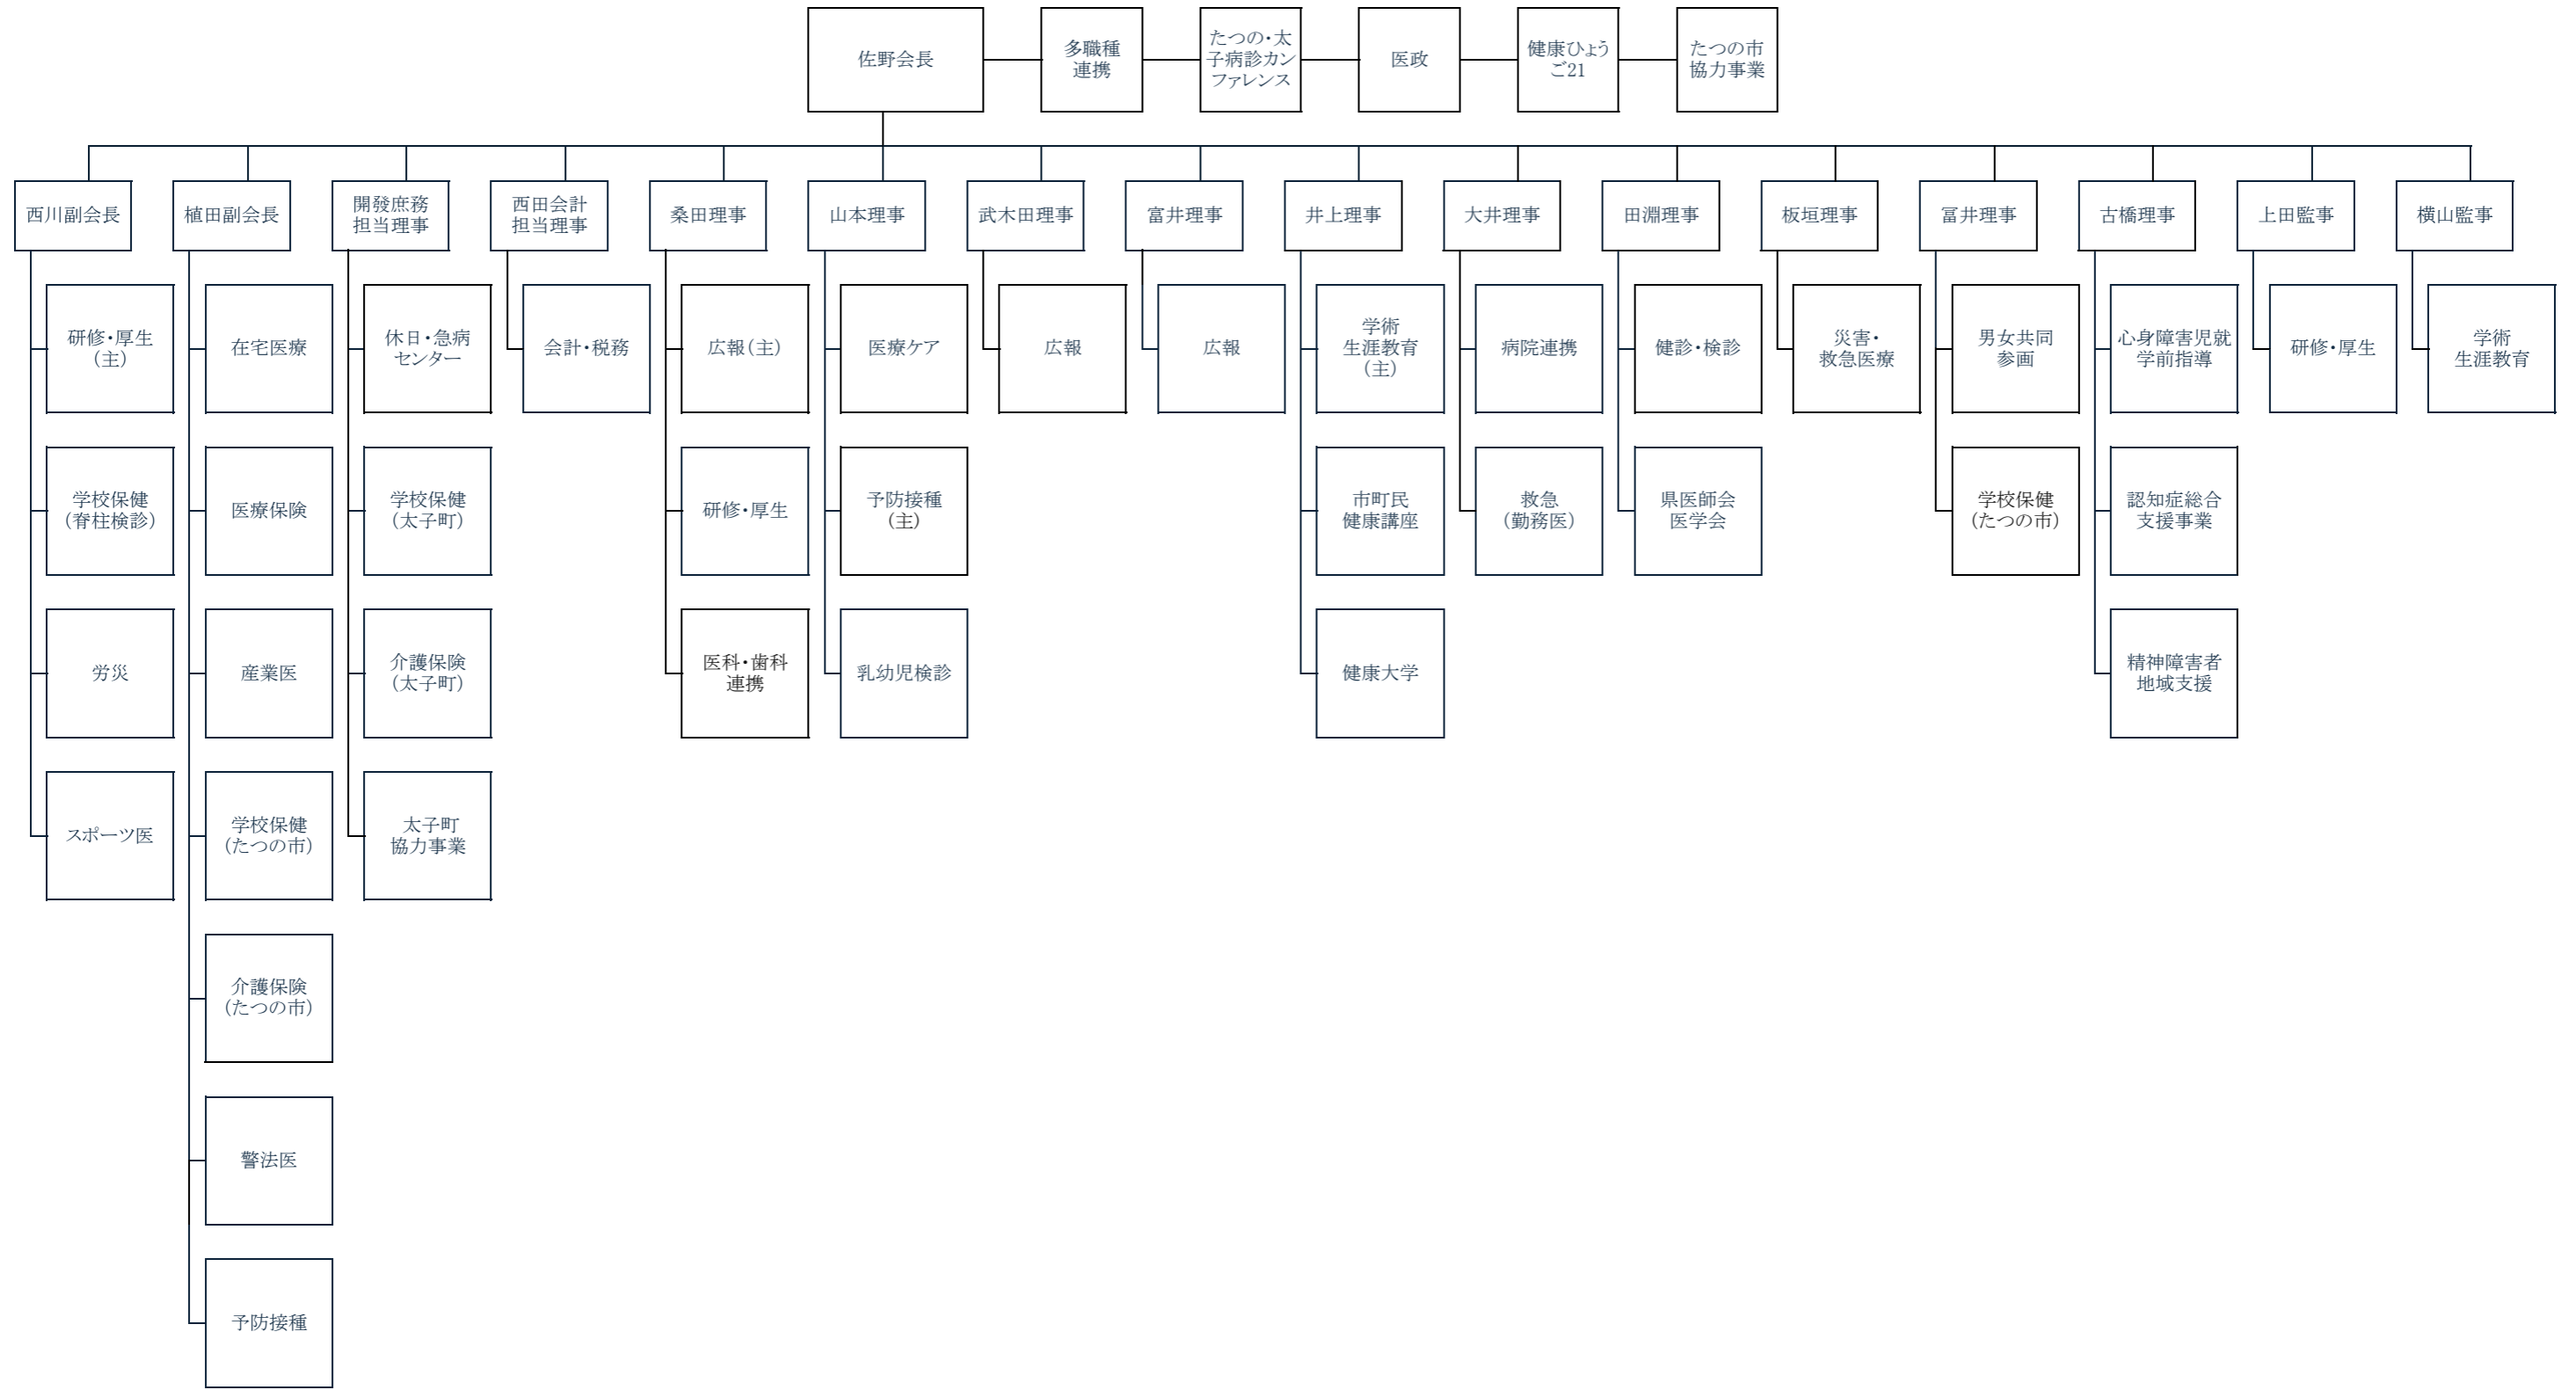 佐野会長
多職種
連携
たつの・太
子病診カン
ファレンス
医政
健康ひょう
ご21
たつの市
協力事業
西川副会長
植田副会長
開發庶務
担当理事
西田会計
担当理事
桑田理事
山本理事
武木田理事
富井理事
井上理事
大井理事
田淵理事
板垣理事
冨井理事
古橋理事
上田監事
横山監事
研修・厚生
(主)
在宅医療
休日・急病
センター
会計・税務
広報(主)
医療ケア
広報
広報
学術
生涯教育
(主)
病院連携
健診・検診
災害・
救急医療
男女共同
参画
心身障害児就
学前指導
研修・厚生
学術
生涯教育
学校保健
(脊柱検診)
医療保険
学校保健
(太子町)
研修・厚生
予防接種
(主)
市町民
健康講座
救急
(勤務医)
県医師会
医学会
学校保健
(たつの市)
認知症総合
支援事業
労災
産業医
介護保険
(太子町)
医科・歯科
連携
乳幼児検診
健康大学
精神障害者
地域支援
スポーツ医
学校保健
(たつの市)
太子町
協力事業
介護保険
(たつの市)
警法医
予防接種